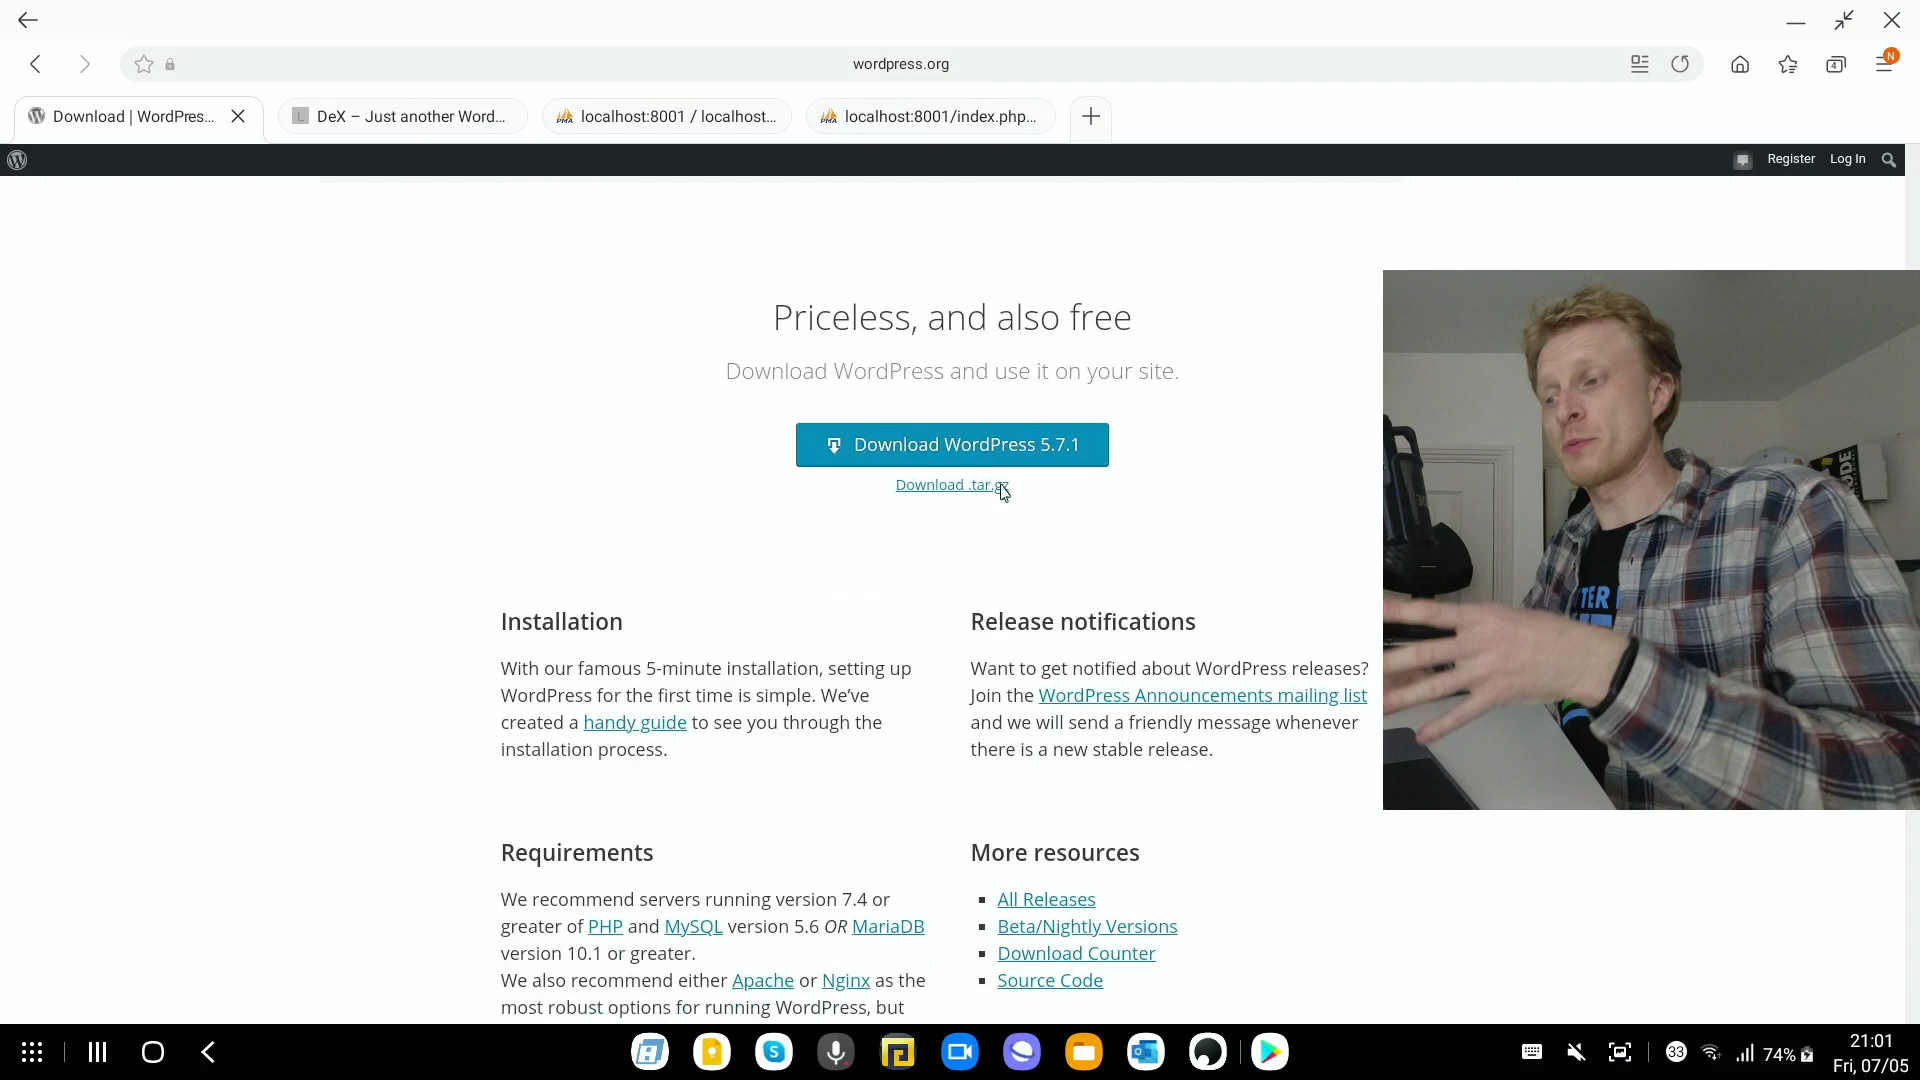 wordpress.org
4
N
Download | WordPres...
DeX – Just another Word...
localhost:8001 / localhost...
localhost:8001/index.php...
Register
Log In
Priceless, and also free
Download WordPress and use it on your site.
Download WordPress 5.7.1
Download .tar.gz
Installation
With our famous 5-minute installation, setting up
WordPress for the first time is simple. We’ve
created a handy guide to see you through the
installation process.
Release notifications
Want to get notified about WordPress releases?
Join the WordPress Announcements mailing list
and we will send a friendly message whenever
there is a new stable release.
Requirements
We recommend servers running version 7.4 or
greater of PHP and MySQL version 5.6 OR MariaDB
version 10.1 or greater.
We also recommend either Apache or Nginx as the
most robust options for running WordPress, but
More resources
All Releases
Beta/Nightly Versions
Download Counter
Source Code
33
74%
21:01
Fri, 07/05